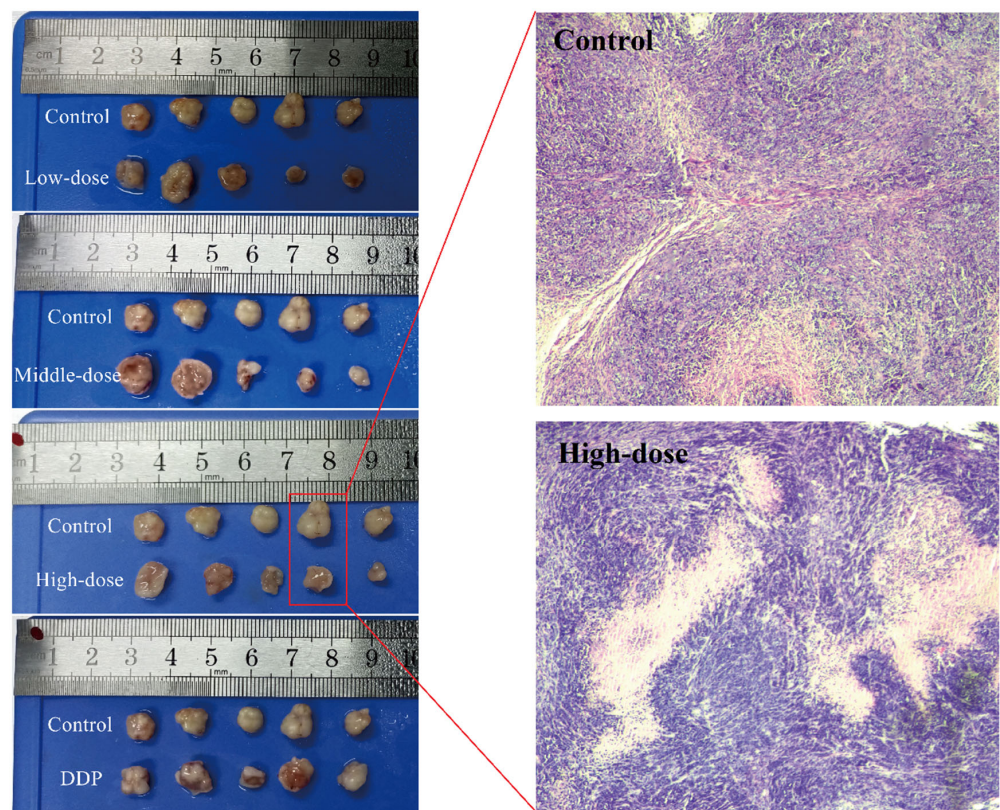 cm 1 2 3 4 5 6 7 8 9 10
mm
Control
Low-dose
1 2 3 4 5 6 7 8 9
mm
Control
Middle-dose
cm 1 2 3 4 5 6 7 8 9 10
mm
Control
High-dose
1 2 3 4 5 6 7 8 9 10
mm
Control
DDP
Control
High-dose